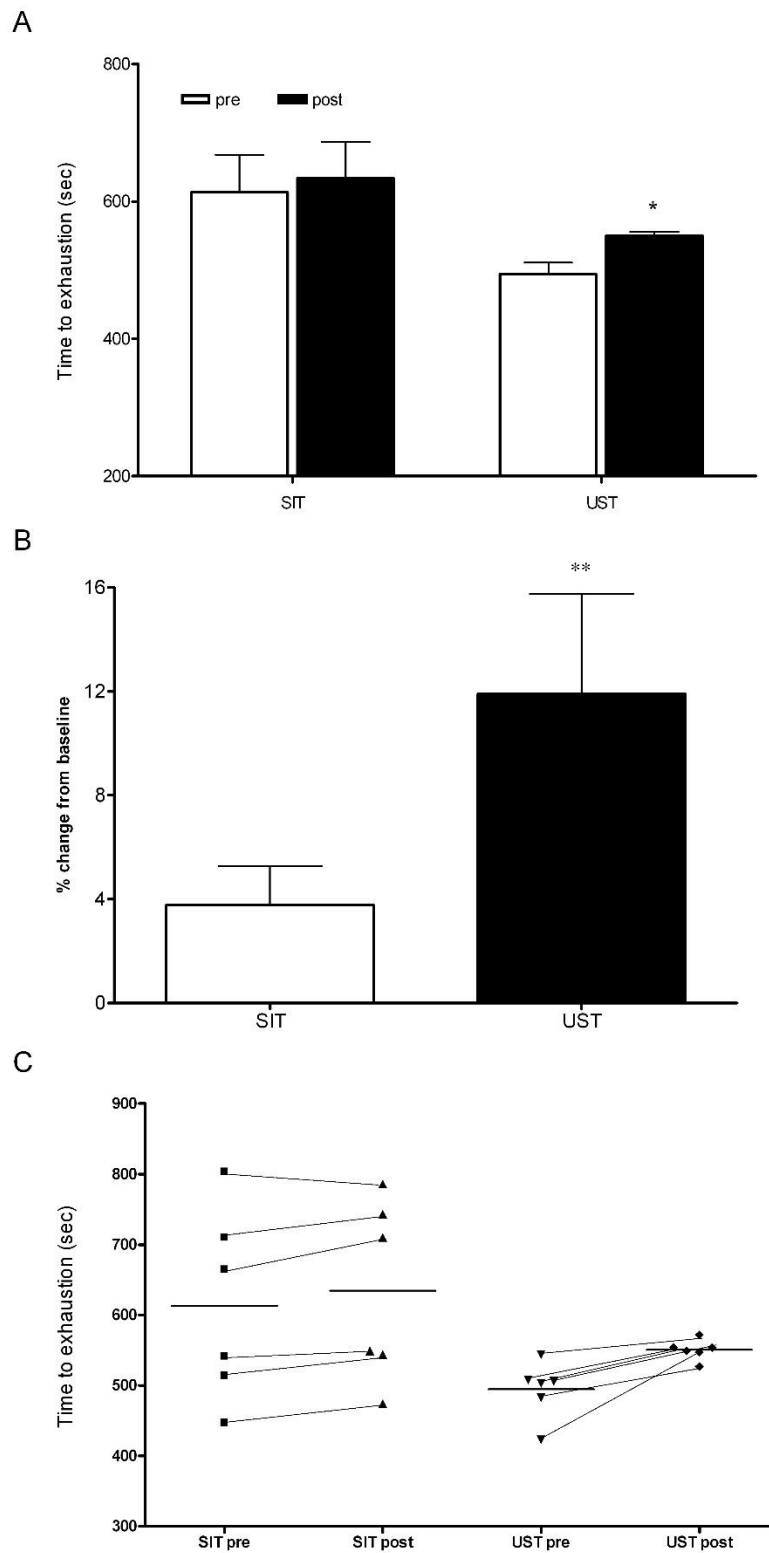 A
800
pre post
600
*
400
200
Time to exhaustion (sec)
SIT UST
B
**
16
12
8
4
0
% change from baseline
SIT UST
C
900
800
700
600
500
400
300
Time to exhaustion (sec)
SIT pre SIT post UST pre UST post